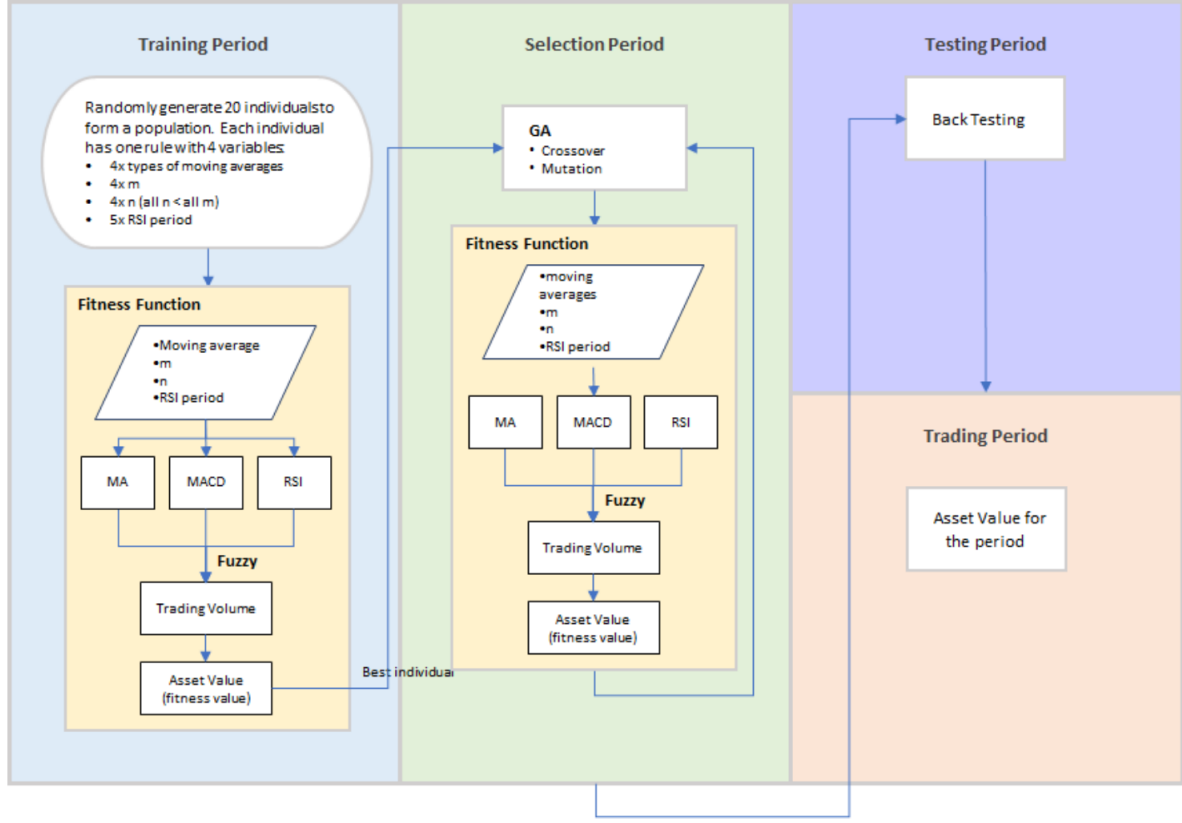 Training Period
Randomly generate 20 individualsto
form a population. Each individual
has one rule with 4 variables:
• 4x types of moving averages
• 4x m
• 4x n (all n < all m)
• 5x RSI period
Fitness Function
•Moving average
•m
•n
•RSI period
MA
MACD
RSI
Fuzzy
Trading Volume
Asset Value
(fitness value)
Best individual
Selection Period
GA
• Crossover
• Mutation
Fitness Function
•moving
averages
•m
•n
•RSI period
MA
MACD
RSI
Fuzzy
Trading Volume
Asset Value
(fitness value)
Testing Period
Back Testing
Trading Period
Asset Value for
the period